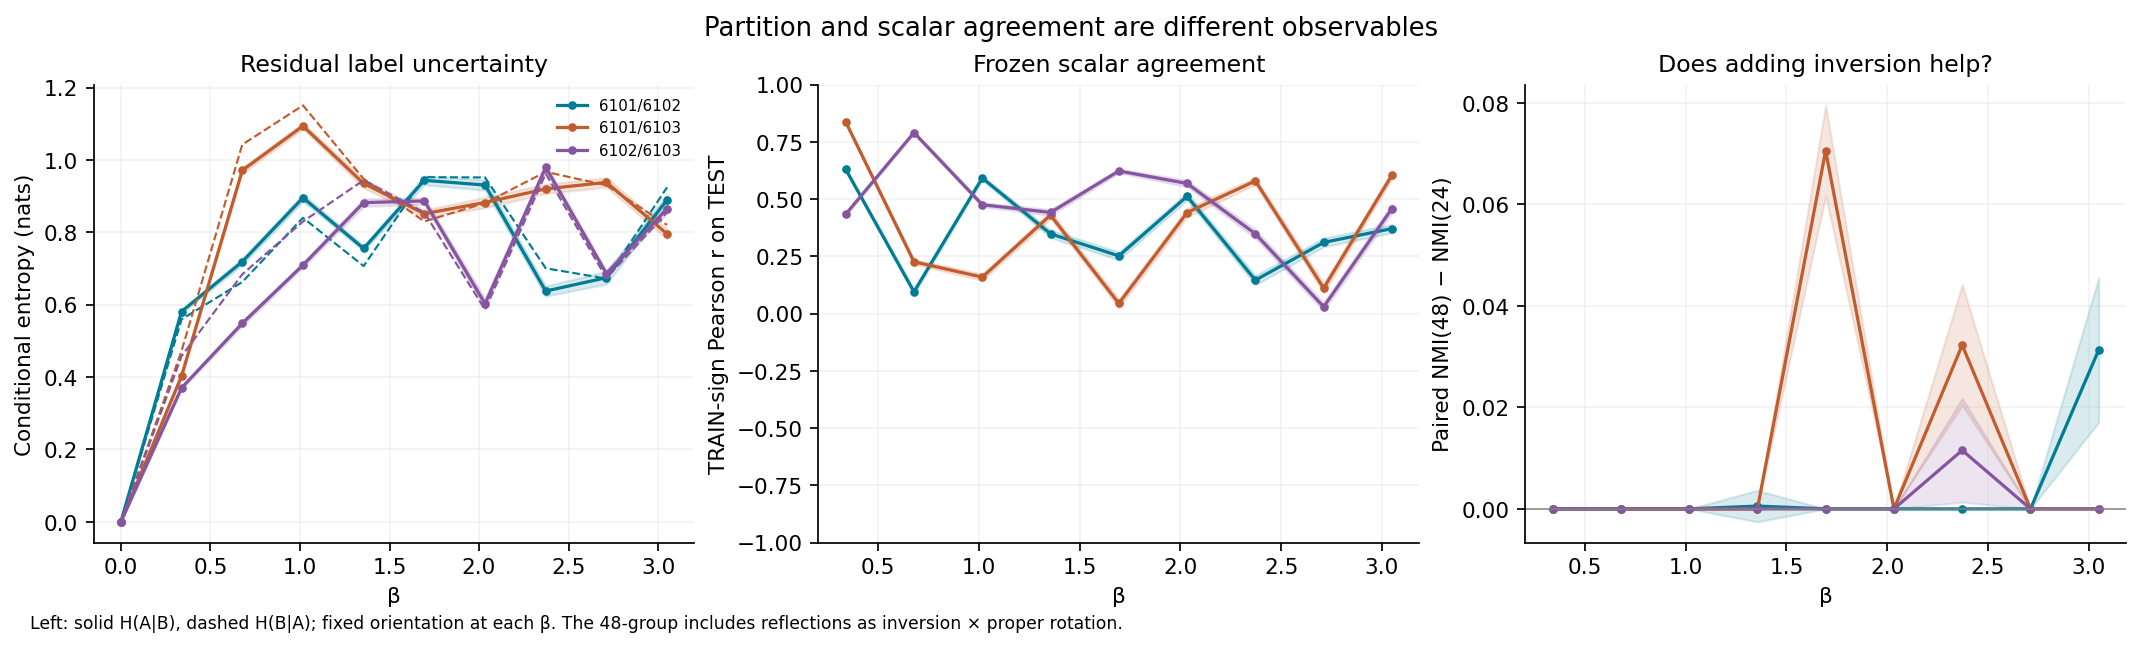 Partition and scalar agreement are different observables
Residual label uncertainty
Conditional entropy (nats)
1.2
1.0
0.8
0.6
0.4
0.2
0.0
6101/6102
6101/6103
6102/6103
0.0 0.5 1.0 1.5 2.0 2.5 3.0
β
Frozen scalar agreement
TRAIN-sign Pearson r on TEST
1.00
0.75
0.50
0.25
0.00
−0.25
−0.50
−0.75
−1.00
0.5 1.0 1.5 2.0 2.5 3.0
β
Does adding inversion help?
Paired NMI(48) − NMI(24)
0.08
0.06
0.04
0.02
0.00
0.5 1.0 1.5 2.0 2.5 3.0
β
Left: solid H(A|B), dashed H(B|A); fixed orientation at each β. The 48-group includes reflections as inversion × proper rotation.